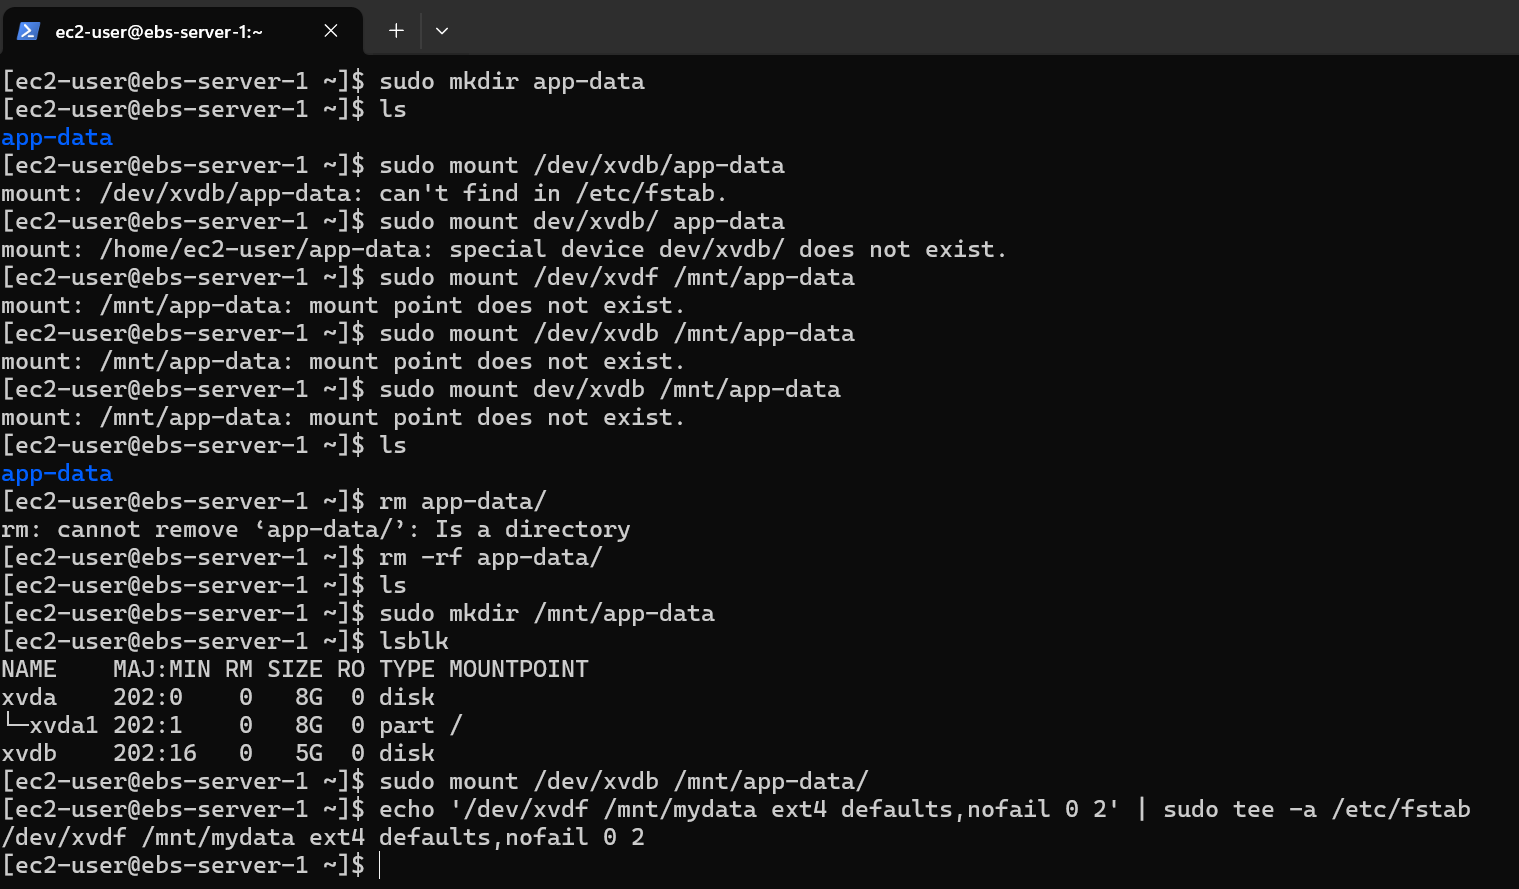 ec2-user@ebs-server-1:~
[ec2-user@ebs-server-1 ~]$ sudo mkdir app-data
[ec2-user@ebs-server-1 ~]$ ls
app-data
[ec2-user@ebs-server-1 ~]$ sudo mount /dev/xvdb/app-data
mount: /dev/xvdb/app-data: can't find in /etc/fstab.
[ec2-user@ebs-server-1 ~]$ sudo mount dev/xvdb/ app-data
mount: /home/ec2-user/app-data: special device dev/xvdb/ does not exist.
[ec2-user@ebs-server-1 ~]$ sudo mount /dev/xvdf /mnt/app-data
mount: /mnt/app-data: mount point does not exist.
[ec2-user@ebs-server-1 ~]$ sudo mount /dev/xvdb /mnt/app-data
mount: /mnt/app-data: mount point does not exist.
[ec2-user@ebs-server-1 ~]$ sudo mount dev/xvdb /mnt/app-data
mount: /mnt/app-data: mount point does not exist.
[ec2-user@ebs-server-1 ~]$ ls
app-data
[ec2-user@ebs-server-1 ~]$ rm app-data/
rm: cannot remove ‘app-data/’: Is a directory
[ec2-user@ebs-server-1 ~]$ rm -rf app-data/
[ec2-user@ebs-server-1 ~]$ ls
[ec2-user@ebs-server-1 ~]$ sudo mkdir /mnt/app-data
[ec2-user@ebs-server-1 ~]$ lsblk
NAME    MAJ:MIN RM SIZE RO TYPE MOUNTPOINT
xvda    202:0    0   8G  0 disk
└─xvda1 202:1    0   8G  0 part /
xvdb    202:16   0   5G  0 disk
[ec2-user@ebs-server-1 ~]$ sudo mount /dev/xvdb /mnt/app-data/
[ec2-user@ebs-server-1 ~]$ echo '/dev/xvdf /mnt/mydata ext4 defaults,nofail 0 2' | sudo tee -a /etc/fstab
/dev/xvdf /mnt/mydata ext4 defaults,nofail 0 2
[ec2-user@ebs-server-1 ~]$